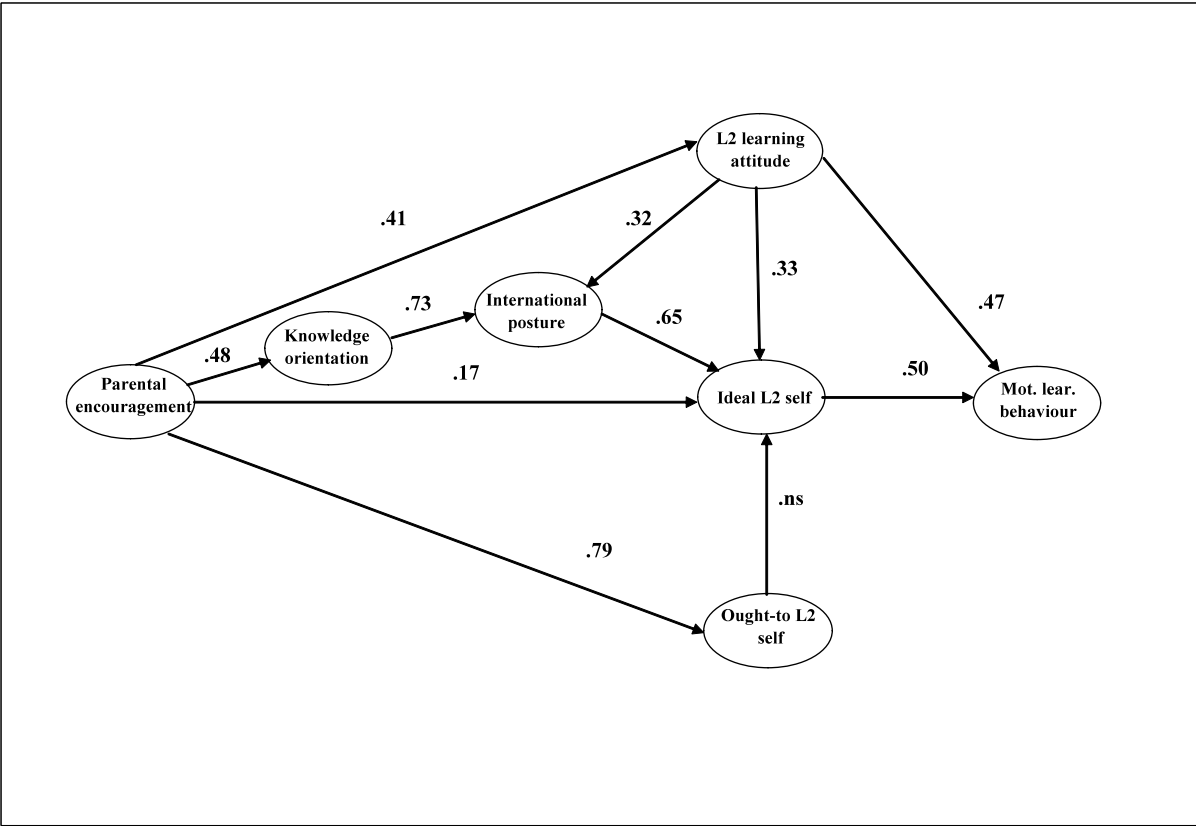 L2 learning
attitude
.41
.32
.33
International
posture
.73
.65
.47
Knowledge
orientation
.48
.17
.50
Parental
encouragement
Ideal L2 self
Mot. lear.
behaviour
.ns
.79
Ought-to L2
self